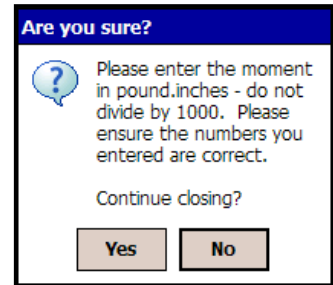 Are you sure?
Please enter the moment
in pound.inches - do not
divide by 1000.  Please
ensure the numbers you
entered are correct.
Continue closing?
Yes
No